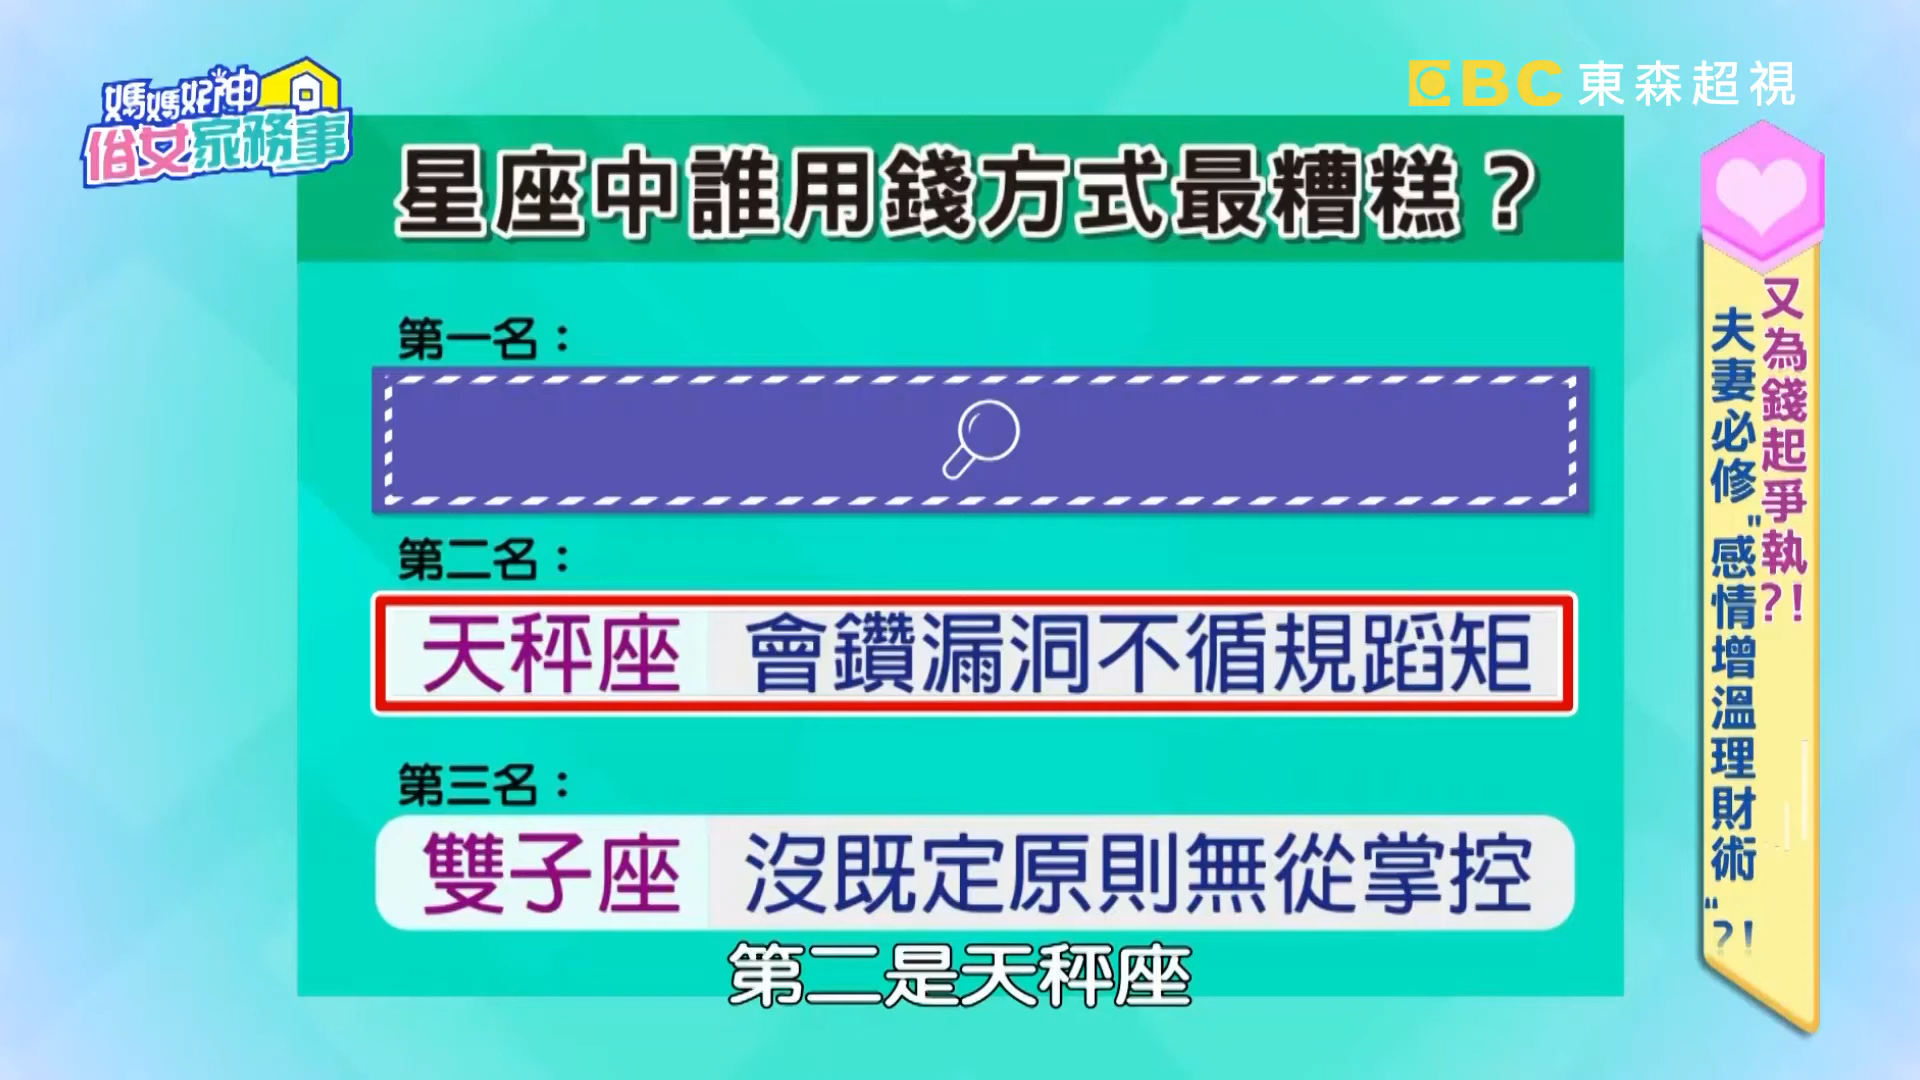 媽媽好神
俗女家務事
EBC 東森超視
星座中誰用錢方式最糟糕？
第一名：
第二名：
天秤座 會鑽漏洞不循規蹈矩
第三名：
雙子座 沒既定原則無從掌控
第二是天秤座
又為錢起爭執?!
夫妻必修"感情增溫理財術"?!